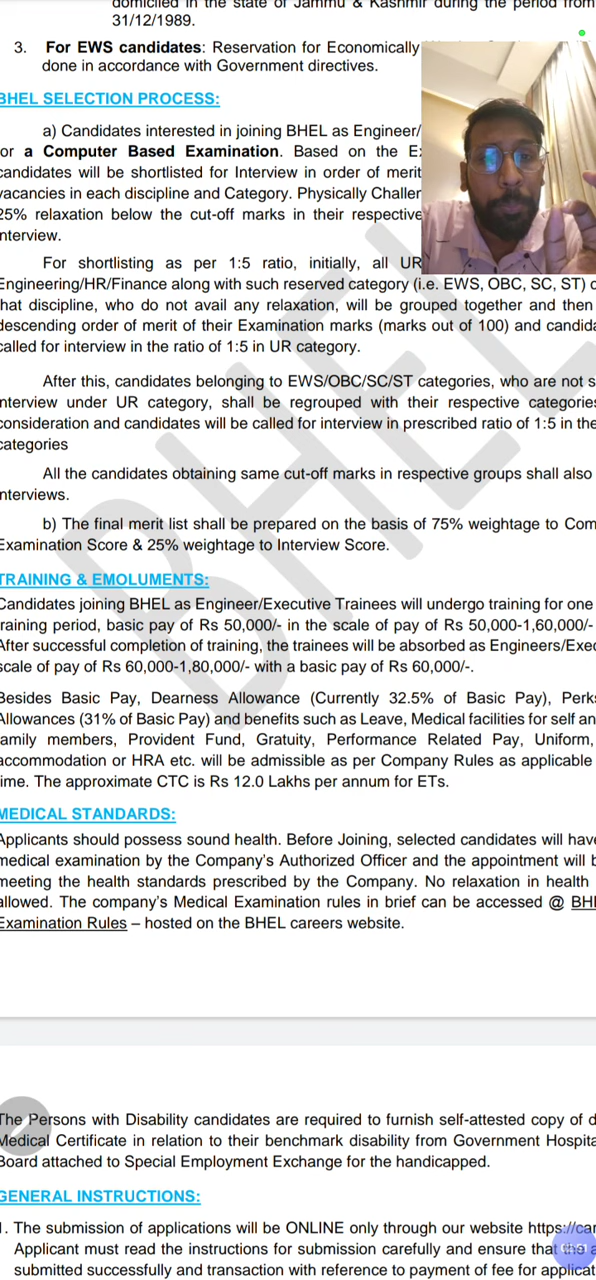 domiciled in the state of Jammu & Kashmir during the period from
31/12/1989.
3. For EWS candidates: Reservation for Economically
done in accordance with Government directives.
BHEL SELECTION PROCESS:
a) Candidates interested in joining BHEL as Engineer/
or a Computer Based Examination. Based on the E
candidates will be shortlisted for Interview in order of merit
vacancies in each discipline and Category. Physically Challer
25% relaxation below the cut-off marks in their respective
nterview.
For shortlisting as per 1:5 ratio, initially, all UR
Engineering/HR/Finance along with such reserved category (i.e. EWS, OBC, SC, ST) c
hat discipline, who do not avail any relaxation, will be grouped together and then
descending order of merit of their Examination marks (marks out of 100) and candida
called for interview in the ratio of 1:5 in UR category.
After this, candidates belonging to EWS/OBC/SC/ST categories, who are not s
nterview under UR category, shall be regrouped with their respective categories
consideration and candidates will be called for interview in prescribed ratio of 1:5 in the
categories
All the candidates obtaining same cut-off marks in respective groups shall also
nterviews.
b) The final merit list shall be prepared on the basis of 75% weightage to Com
Examination Score & 25% weightage to Interview Score.
TRAINING & EMOLUMENTS:
Candidates joining BHEL as Engineer/Executive Trainees will undergo training for one
raining period, basic pay of Rs 50,000/- in the scale of pay of Rs 50,000-1,60,000/-
After successful completion of training, the trainees will be absorbed as Engineers/Exec
scale of pay of Rs 60,000-1,80,000/- with a basic pay of Rs 60,000/-.
Besides Basic Pay, Dearness Allowance (Currently 32.5% of Basic Pay), Perks
Allowances (31% of Basic Pay) and benefits such as Leave, Medical facilities for self an
amily members, Provident Fund, Gratuity, Performance Related Pay, Uniform,
accommodation or HRA etc. will be admissible as per Company Rules as applicable
ime. The approximate CTC is Rs 12.0 Lakhs per annum for ETs.
MEDICAL STANDARDS:
Applicants should possess sound health. Before Joining, selected candidates will have
medical examination by the Company's Authorized Officer and the appointment will b
meeting the health standards prescribed by the Company. No relaxation in health
allowed. The company's Medical Examination rules in brief can be accessed @ BHE
Examination Rules – hosted on the BHEL careers website.
BHEL
The Persons with Disability candidates are required to furnish self-attested copy of d
Medical Certificate in relation to their benchmark disability from Government Hospita
Board attached to Special Employment Exchange for the handicapped.
GENERAL INSTRUCTIONS:
. The submission of applications will be ONLINE only through our website https://car
Applicant must read the instructions for submission carefully and ensure that the a
submitted successfully and transaction with reference to payment of fee for applicat